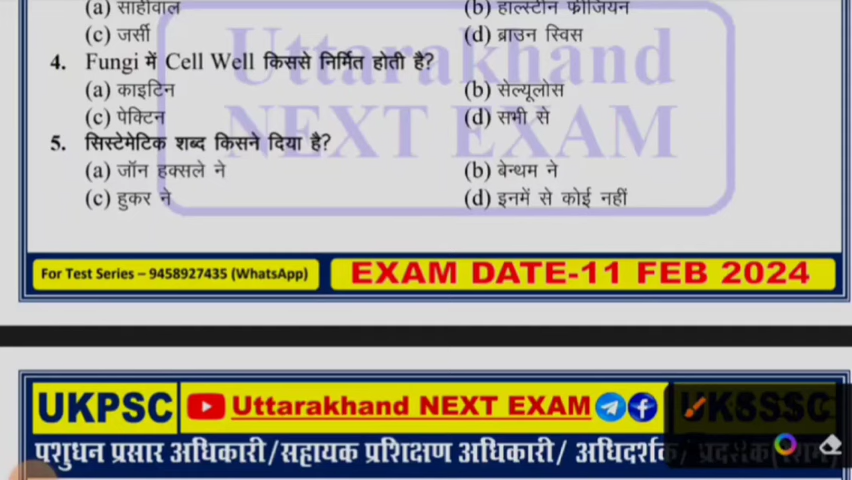 (a) साहीवाल (b) हाल्स्टीन फ्रीजियन
(c) जर्सी (d) ब्राउन स्विस
4. Fungi में Cell Well किससे निर्मित होती है?
(a) काइटिन (b) सेल्यूलोस
(c) पेक्टिन (d) सभी से
5. सिस्टेमेटिक शब्द किसने दिया है?
(a) जॉन हक्सले ने (b) बेन्थम ने
(c) हुकर ने (d) इनमें से कोई नहीं
Uttarakhand
NEXT EXAM
For Test Series – 9458927435 (WhatsApp) EXAM DATE-11 FEB 2024
UKPSC Uttarakhand NEXT EXAM UKSSSC
पशुधन प्रसार अधिकारी/सहायक प्रशिक्षण अधिकारी/ अधिदर्शक/ प्रदर्शक